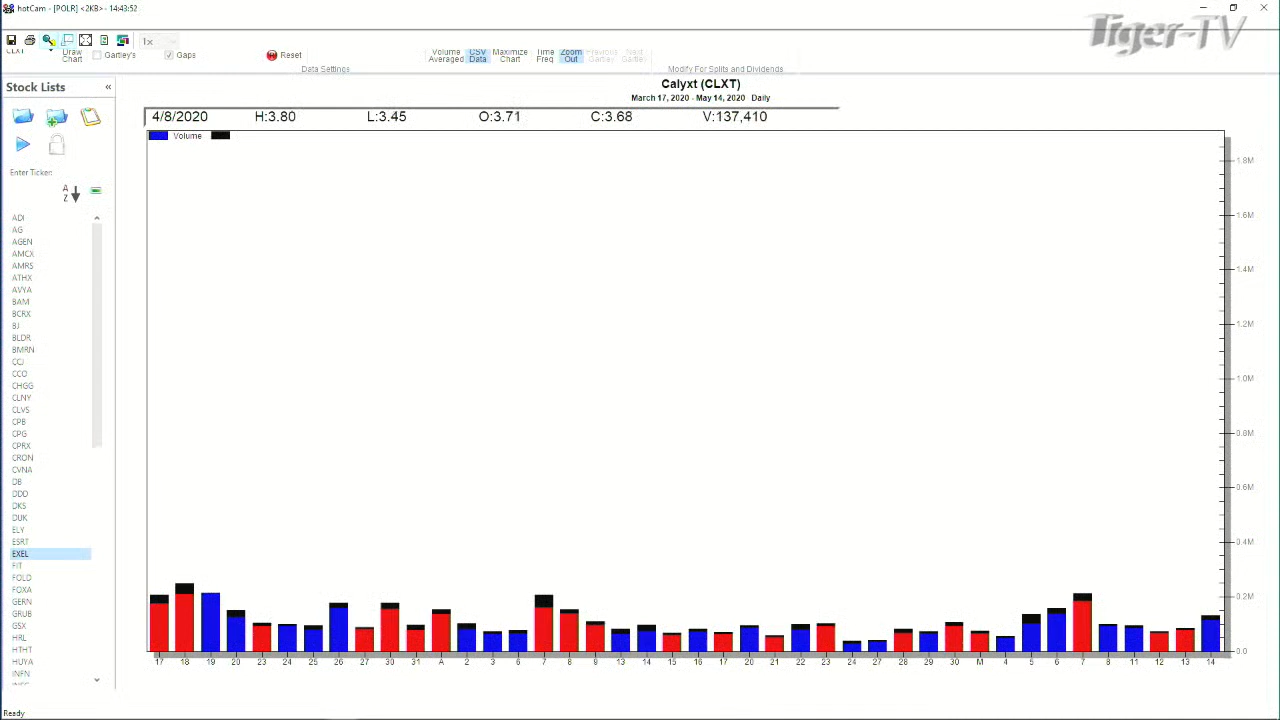 hotCam - [POLR] <2KB> - 14:43:52
Tiger-TV
1x
CLXT
Draw Chart
Gartley's
Gaps
Reset
Volume Averaged
CSV Data
Maximize Chart
Time Freq
Zoom Out
Previous Gartley
Next Gartley
Data Settings
Modify For Splits and Dividends
Stock Lists «
Calyxt (CLXT)
March 17, 2020 - May 14, 2020 Daily
4/8/2020 H:3.80 L:3.45 O:3.71 C:3.68 V:137,410
Volume
Enter Ticker:
A
Z
ADI
AG
AGEN
AMCX
AMRS
ATHX
AVYA
BAM
BCRX
BJ
BLDR
BMRN
CCJ
CCO
CHGG
CLNY
CLVS
CPB
CPG
CPRX
CRON
CVNA
DB
DDD
DKS
DUK
ELY
ESRT
EXEL
FIT
FOLD
FOXA
GERN
GRUB
GSX
HRL
HTHT
HUYA
INFN
1.8M
1.6M
1.4M
1.2M
1.0M
0.8M
0.6M
0.4M
0.2M
0.0
17 18 19 20 23 24 25 26 27 30 31 A 2 3 6 7 8 9 13 14 15 16 17 20 21 22 23 24 27 28 29 30 M 4 5 6 7 8 11 12 13 14
Ready